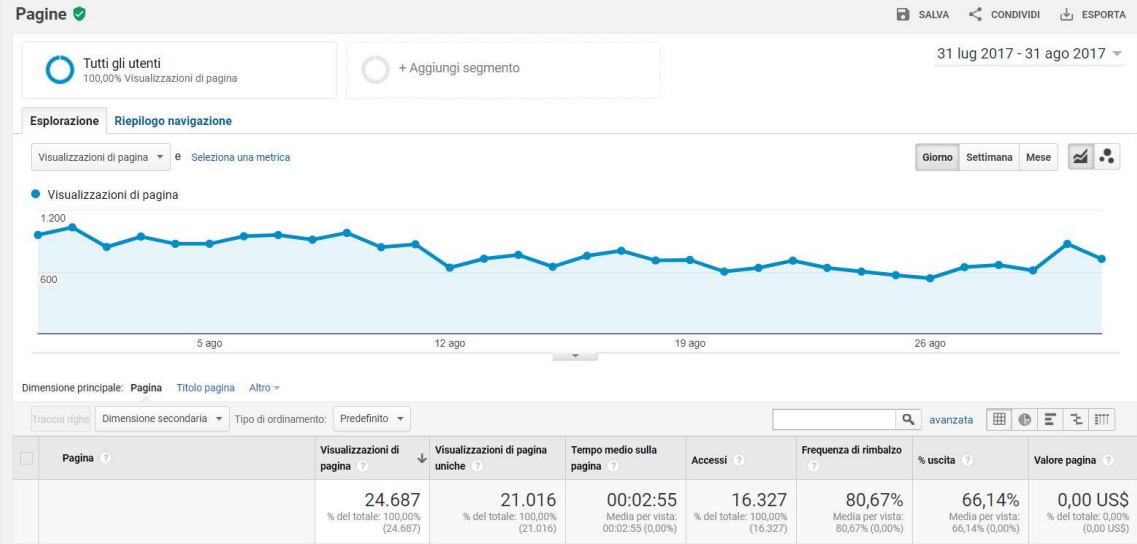 Pagine
SALVA
CONDIVIDI
ESPORTA
Tutti gli utenti
100,00% Visualizzazioni di pagina
+ Aggiungi segmento
31 lug 2017 - 31 ago 2017
Esplorazione
Riepilogo navigazione
Visualizzazioni di pagina
e
Seleziona una metrica
Giorno
Settimana
Mese
Visualizzazioni di pagina
1.200
600
5 ago
12 ago
19 ago
26 ago
Dimensione principale:
Pagina
Titolo pagina
Altro
Traccia righe
Dimensione secondaria
Tipo di ordinamento:
Predefinito
avanzata
Pagina ?
Visualizzazioni di
pagina ?
Visualizzazioni di pagina
uniche ?
Tempo medio sulla
pagina ?
Accessi ?
Frequenza di rimbalzo
?
% uscita ?
Valore pagina ?
24.687
% del totale: 100,00%
(24.687)
21.016
% del totale: 100,00%
(21.016)
00:02:55
Media per vista:
00:02:55 (0,00%)
16.327
% del totale: 100,00%
(16.327)
80,67%
Media per vista:
80,67% (0,00%)
66,14%
Media per vista:
66,14% (0,00%)
0,00 US$
% del totale: 0,00%
(0,00 US$)